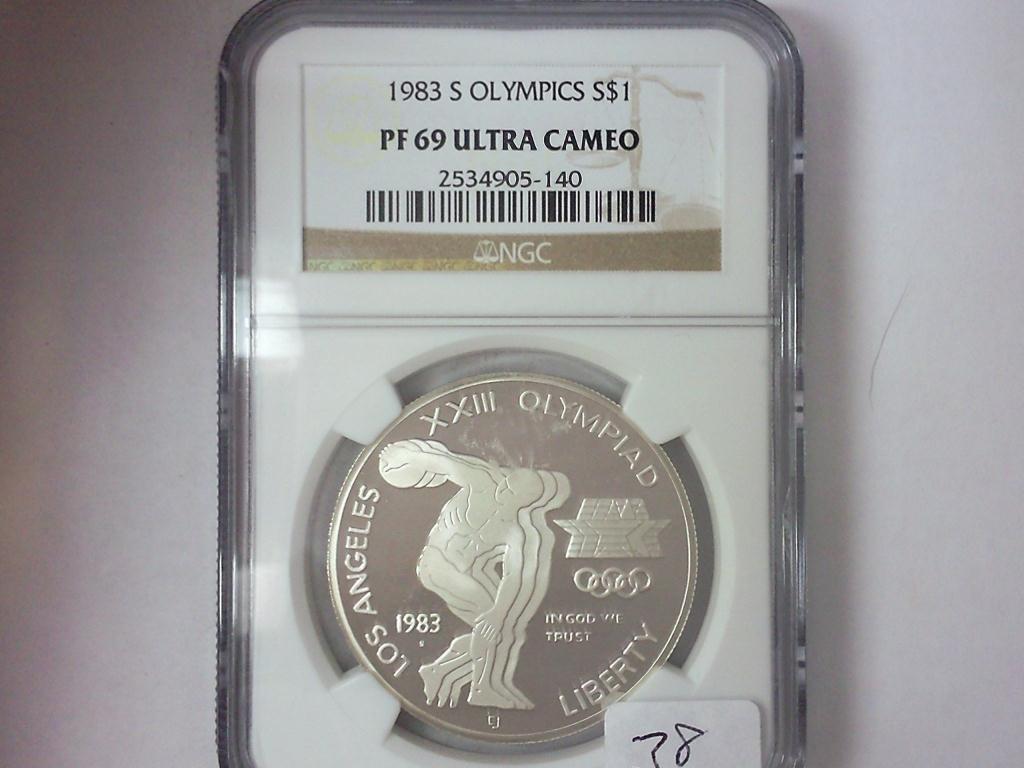 1983 S OLYMPICS S$1
PF 69 ULTRA CAMEO
2534905-140
NGC
LOS ANGELES XXIII OLYMPIAD
1983
S
IN GOD WE
TRUST
LIBERTY
EJ
38